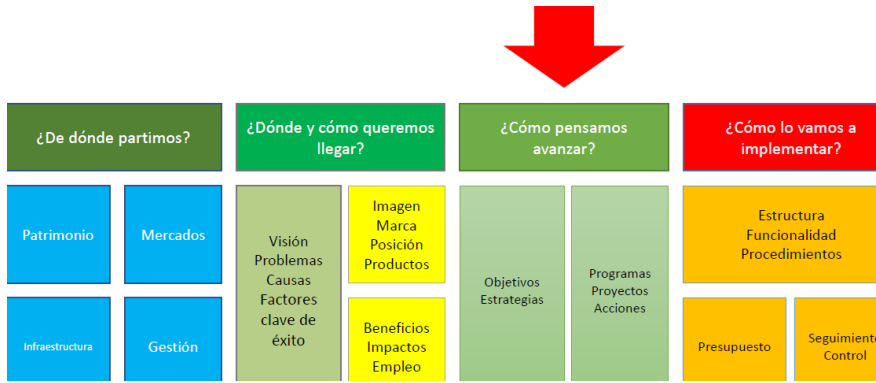 ¿De dónde partimos?
¿Dónde y cómo queremos
llegar?
¿Cómo pensamos
avanzar?
¿Cómo lo vamos a
implementar?
Patrimonio
Mercados
Infraestructura
Gestión
Visión
Problemas
Causas
Factores
clave de
éxito
Imagen
Marca
Posición
Productos
Beneficios
Impactos
Empleo
Objetivos
Estrategias
Programas
Proyectos
Acciones
Estructura
Funcionalidad
Procedimientos
Presupuesto
Seguimiento
Control